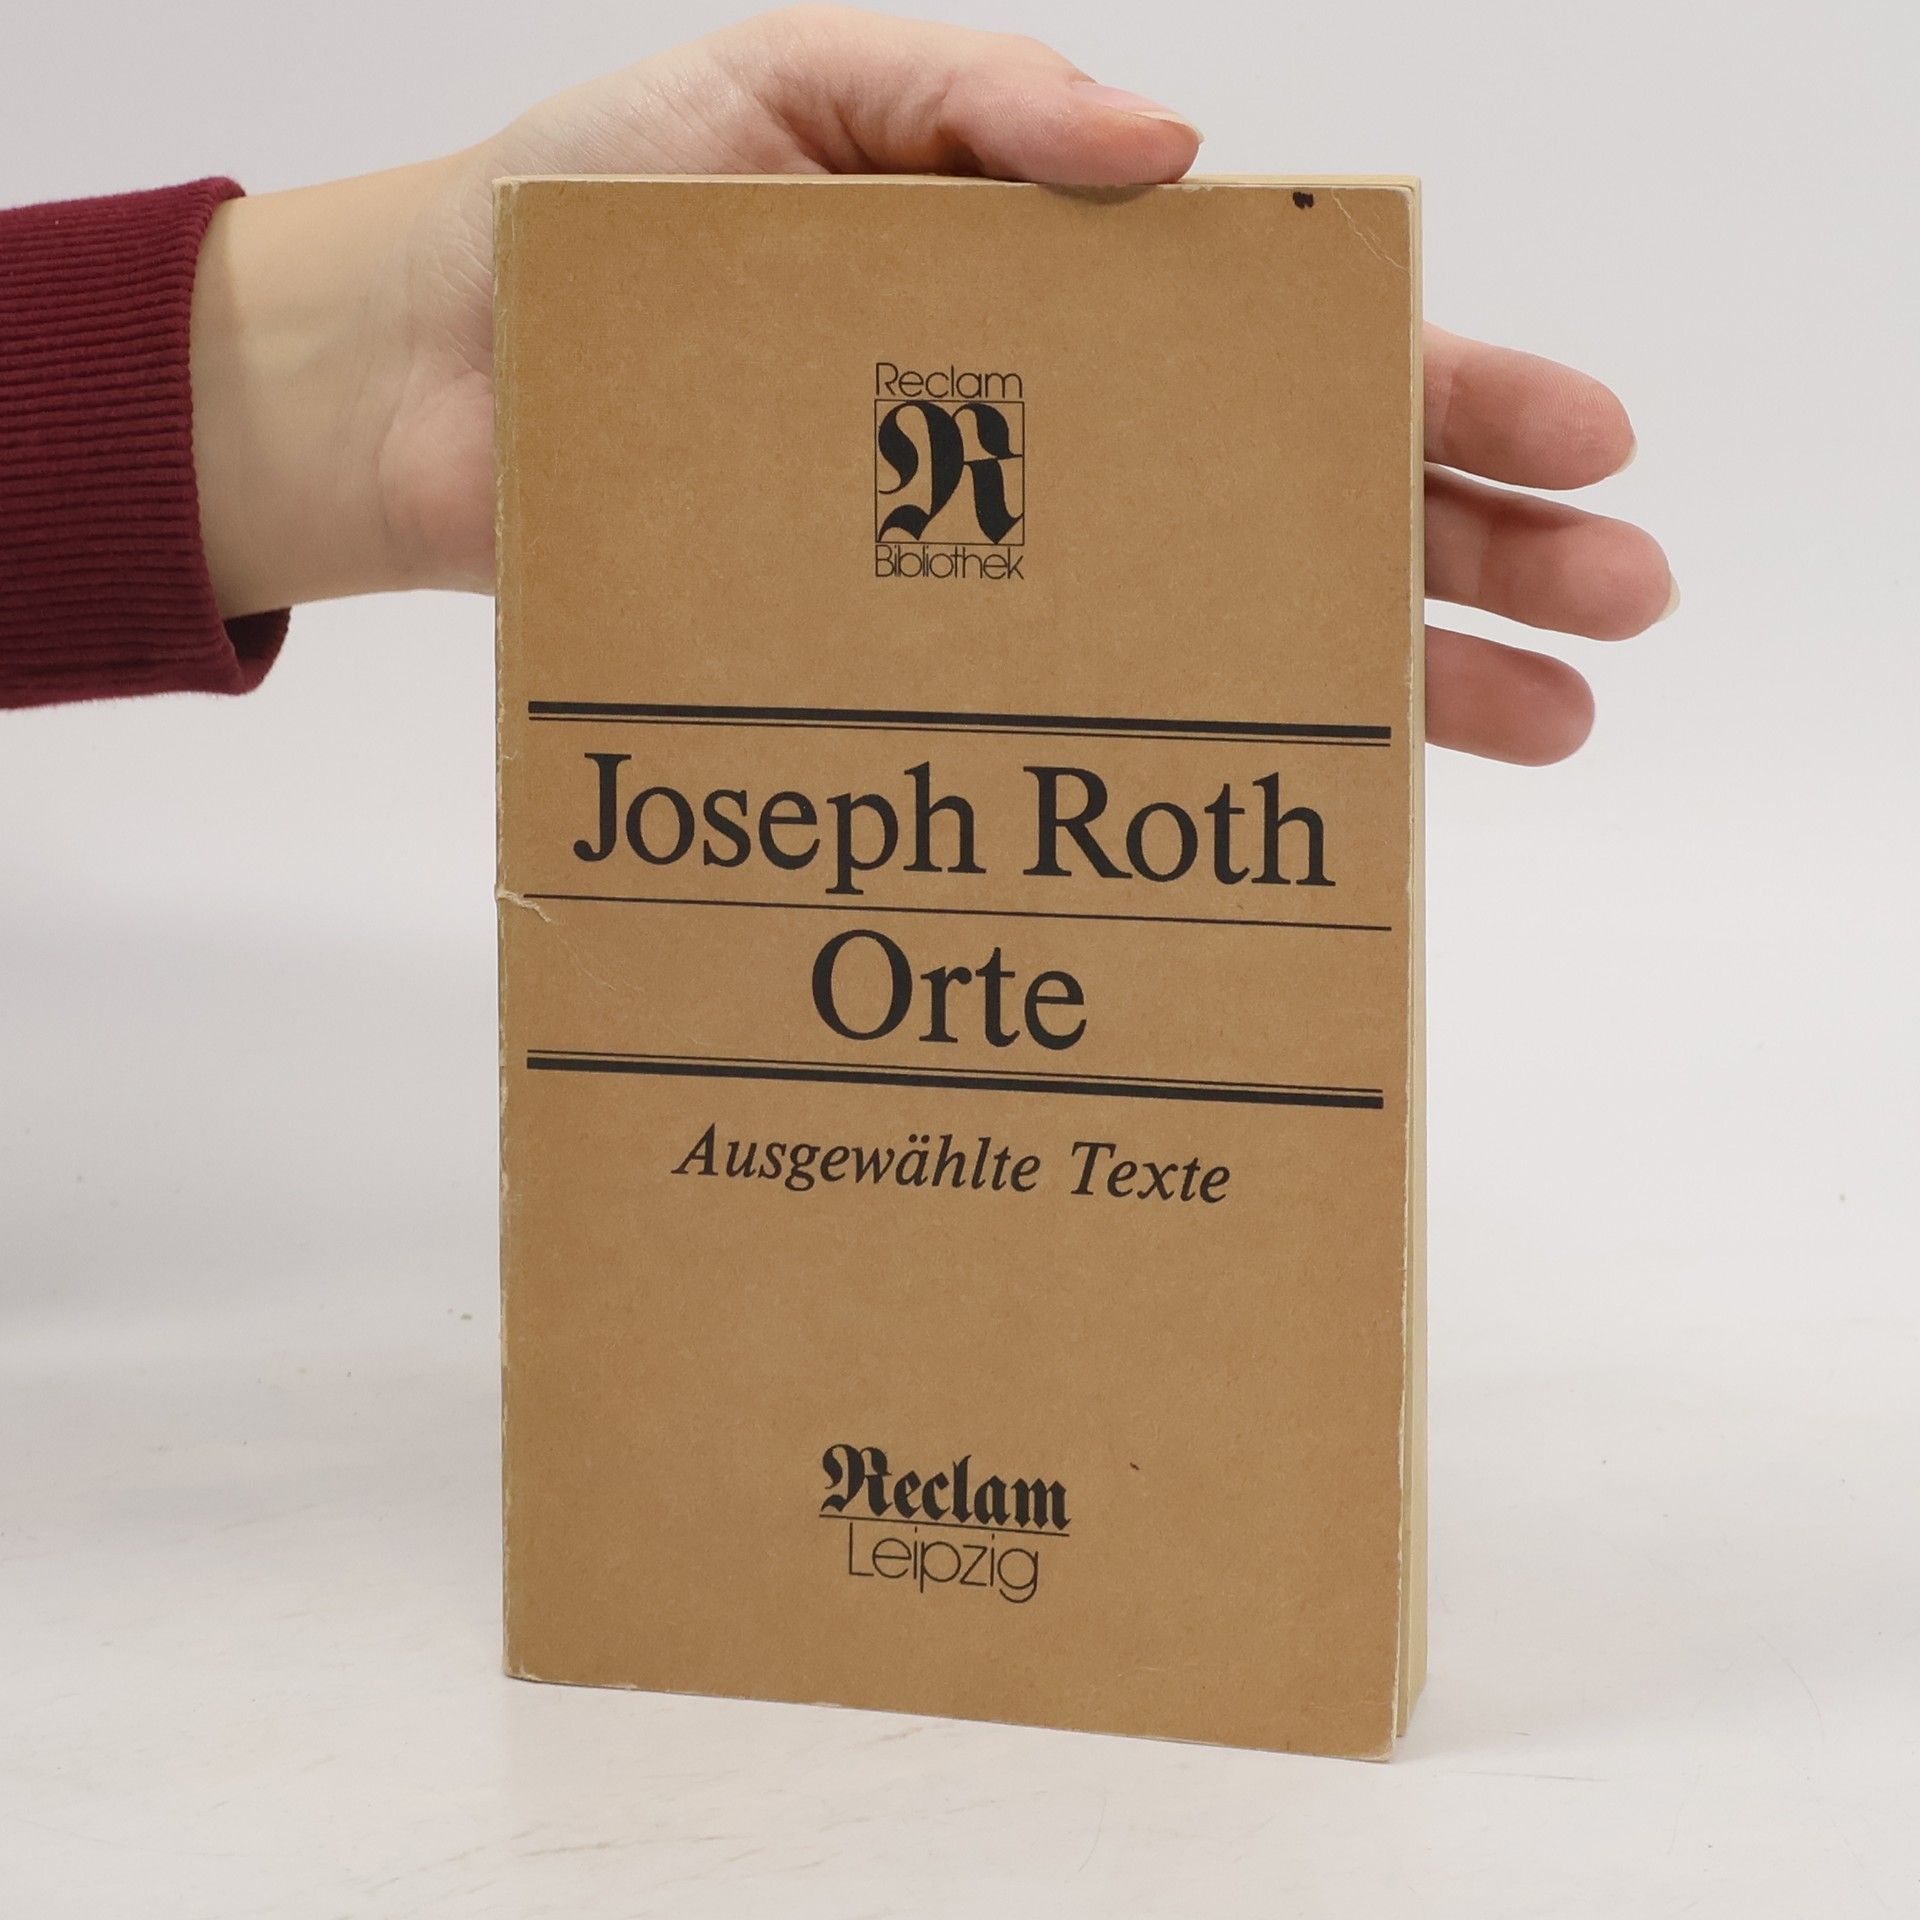 Reclam
R
Bibliothek
Joseph Roth
Orte
Ausgewählte Texte
Reclam
Leipzig